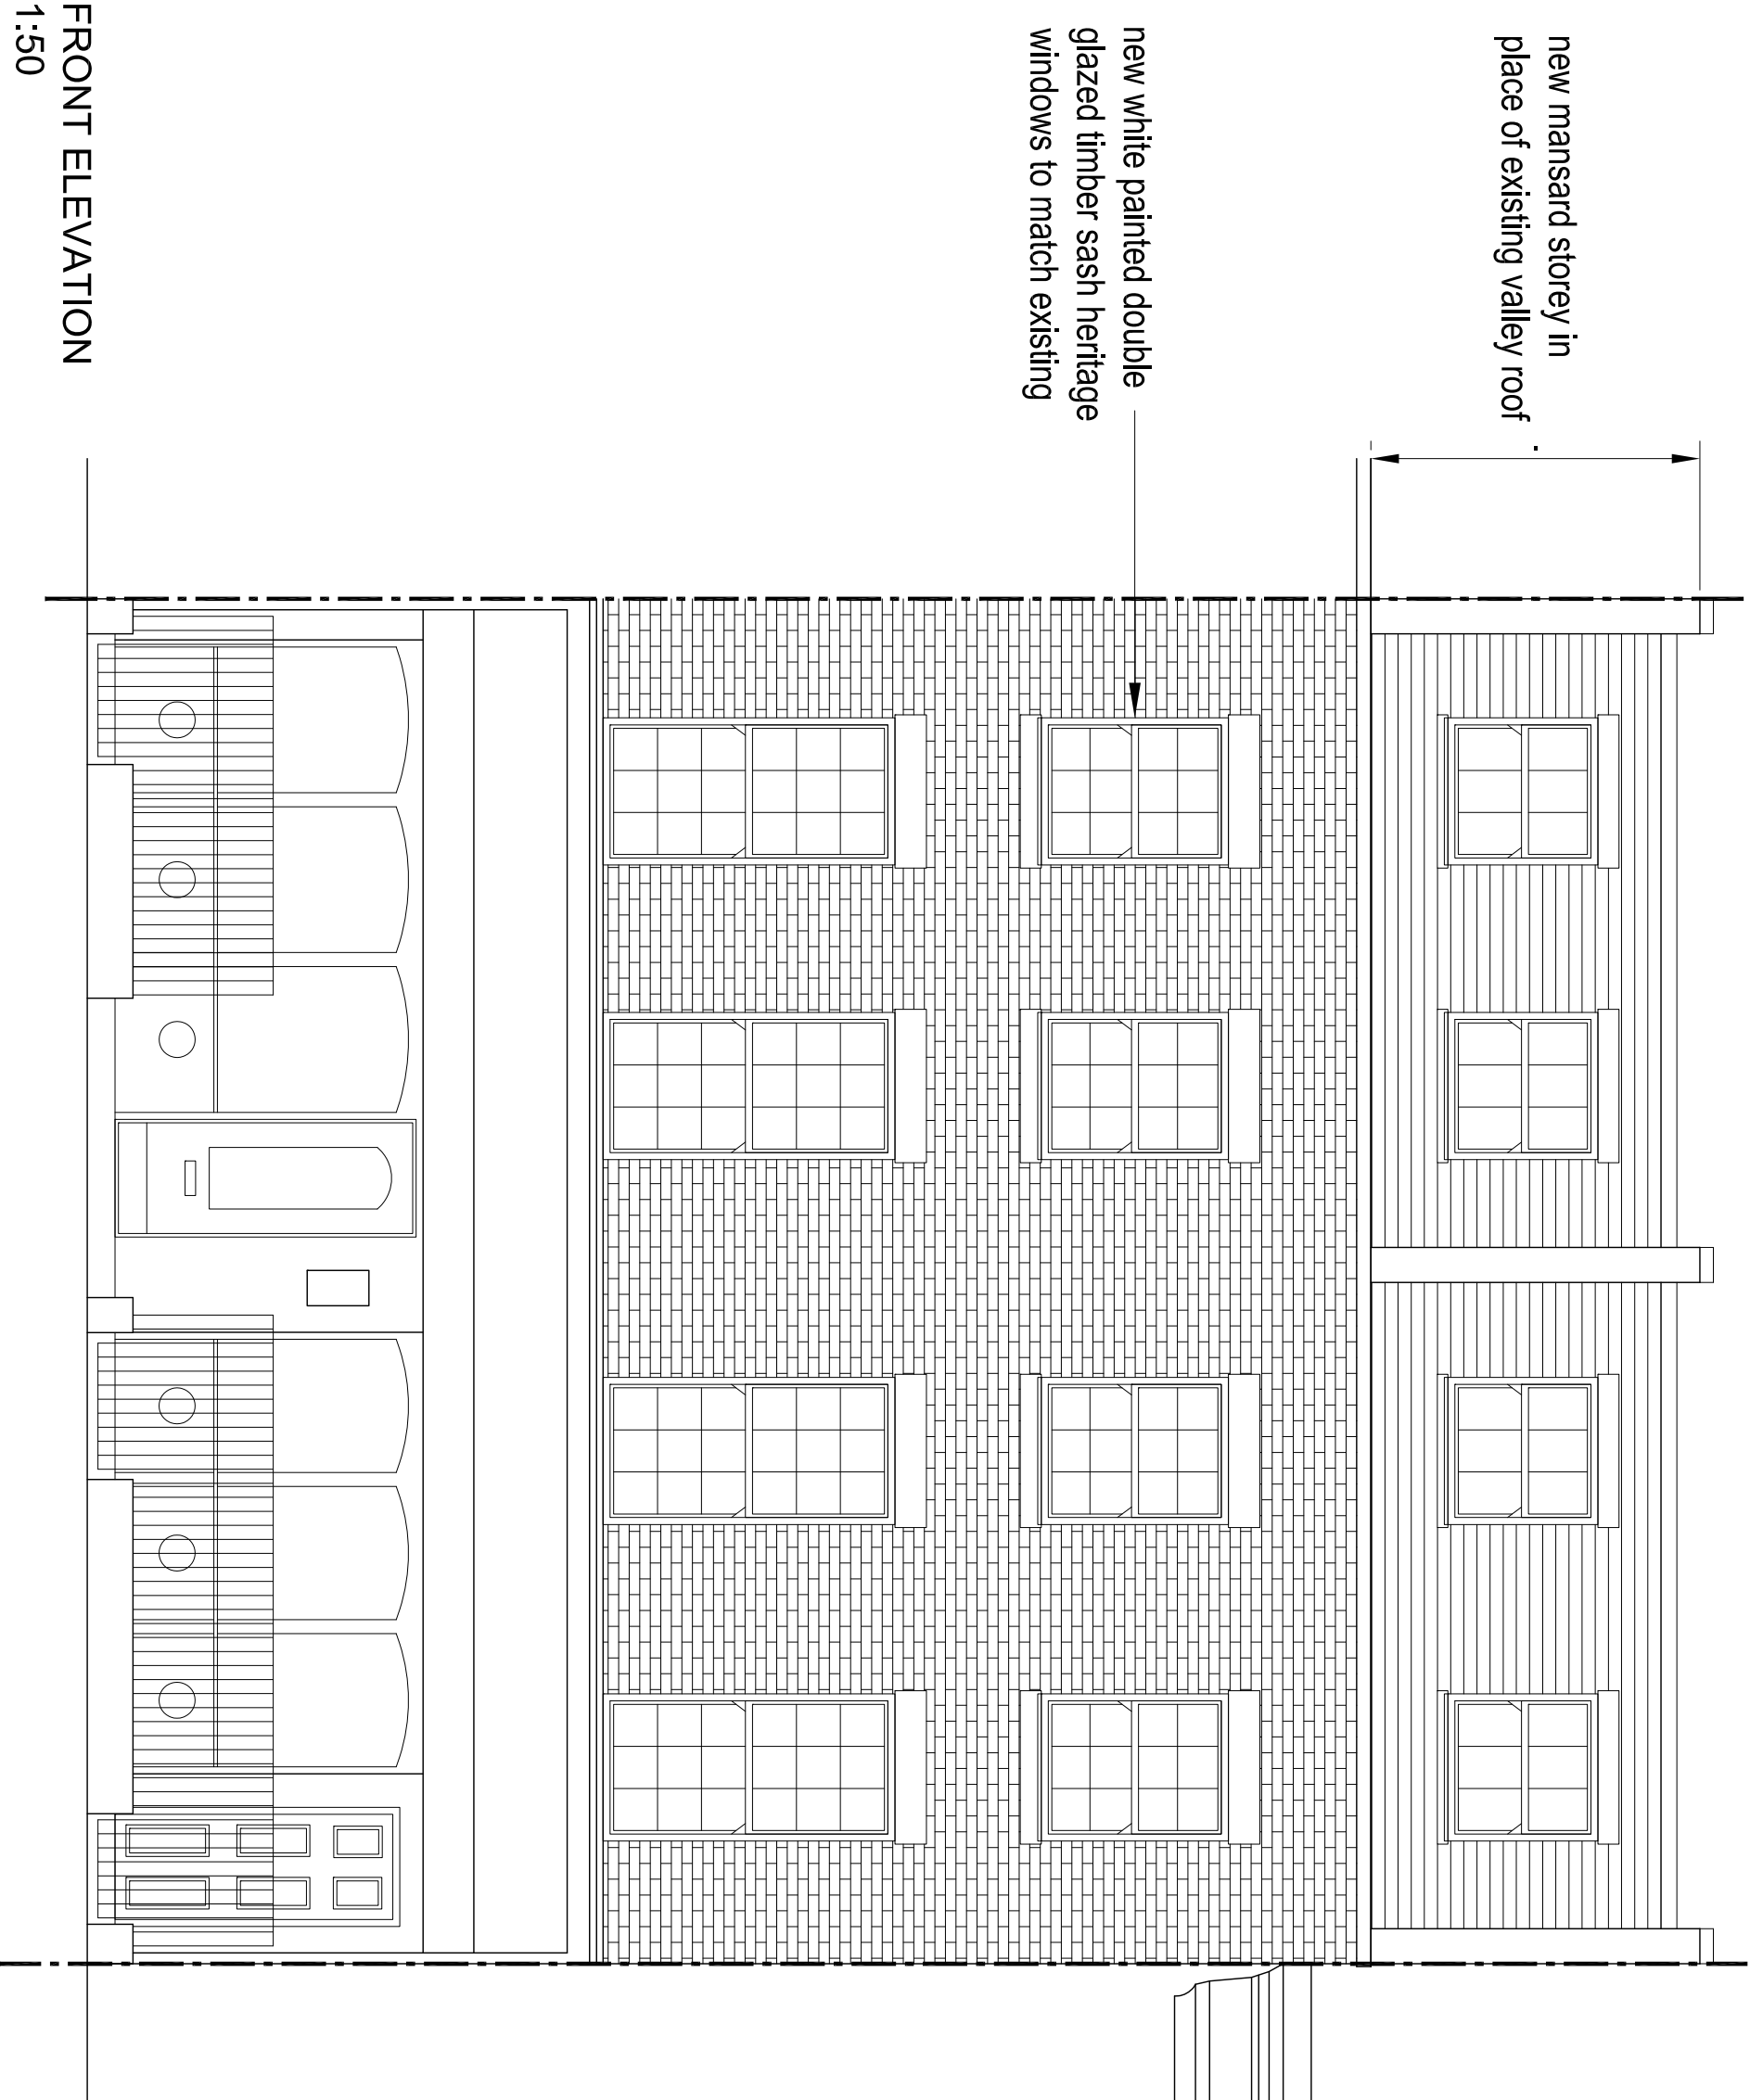 new mansard storey in
place of existing valley roof
new white painted double
glazed timber sash heritage
windows to match existing
FRONT ELEVATION
1:50